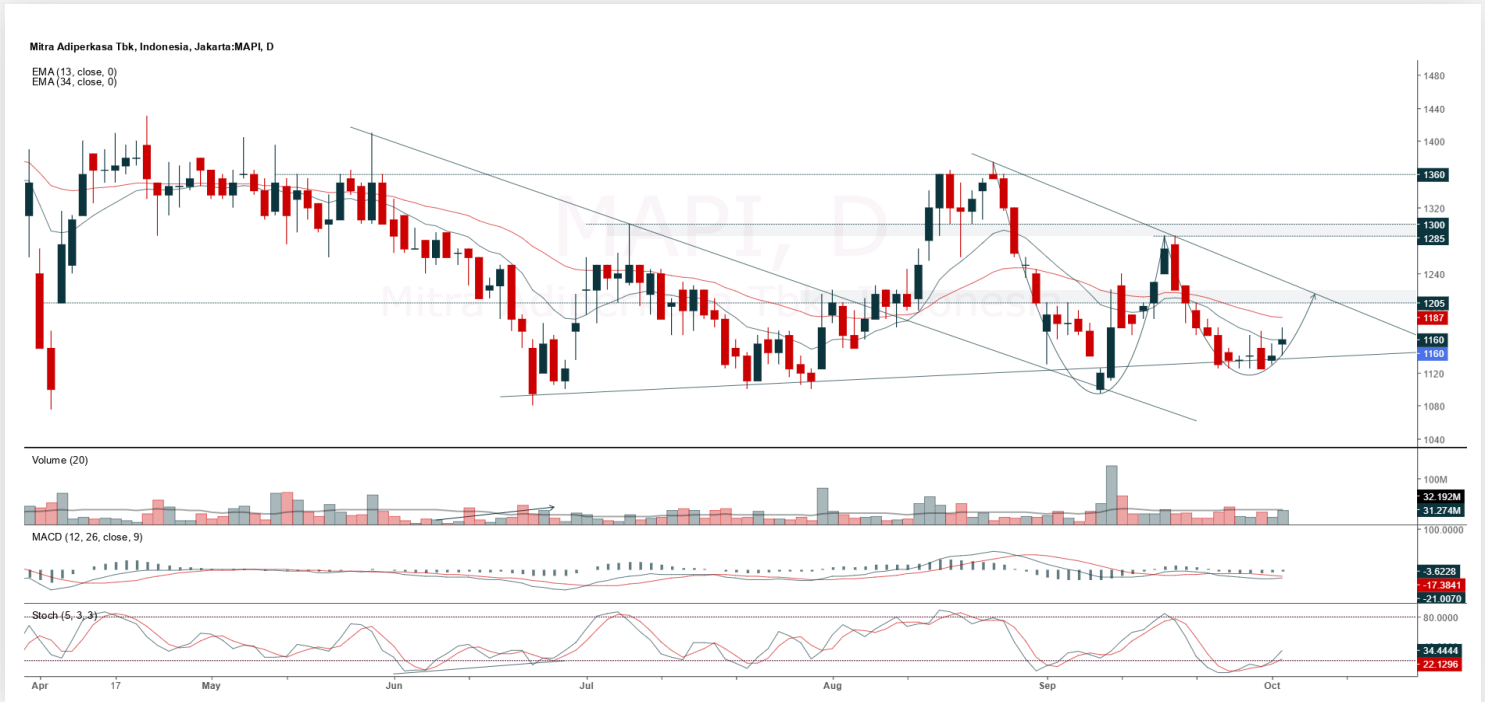 Mitra Adiperkasa Tbk, Indonesia, Jakarta:MAPI, D
EMA (13, close, 0)
EMA (34, close, 0)
MAPI, D
Mitra Adiperkasa Tbk, Indonesia
1480
1440
1400
1360
1320
1300
1285
1240
1205
1187
1160
1160
1120
1080
1040
Volume (20)
100M
32.192M
31.274M
MACD (12, 26, close, 9)
100.0000
-3.6228
-17.3841
-21.0070
Stoch (5, 3, 3)
80.0000
34.4444
22.1296
Apr 17 May Jun Jul Aug Sep Oct